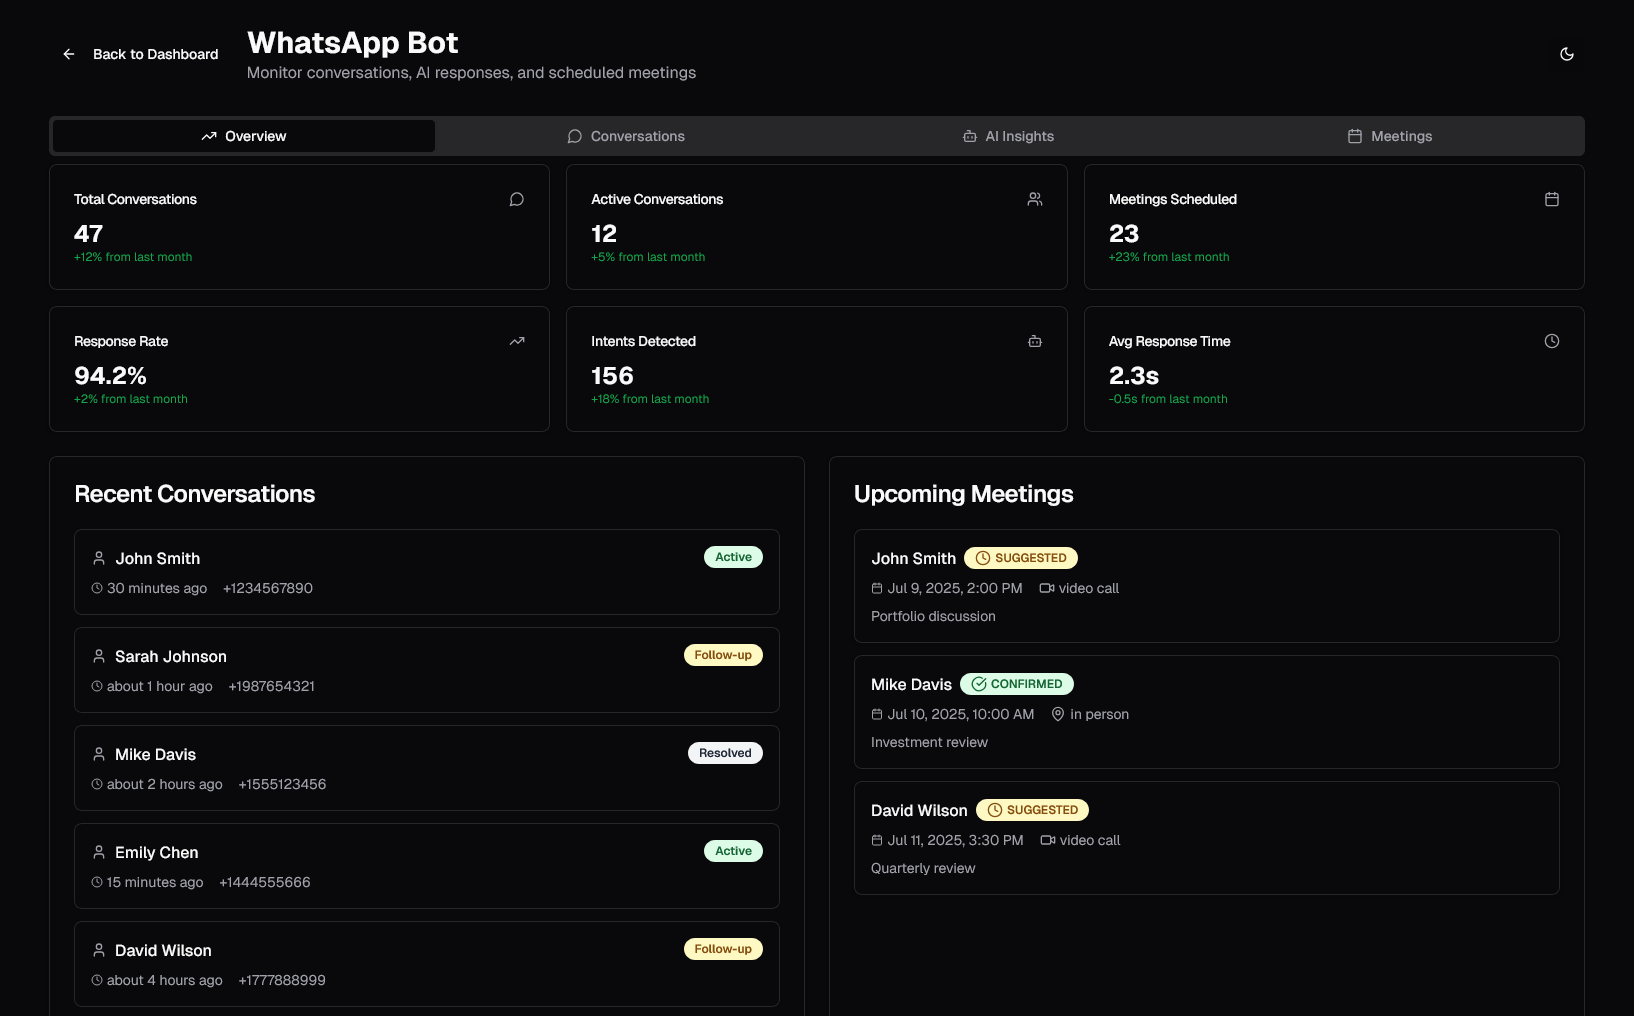 Back to Dashboard
WhatsApp Bot
Monitor conversations, AI responses, and scheduled meetings
Overview
Conversations
AI Insights
Meetings
Total Conversations
47
+12% from last month
Active Conversations
12
+5% from last month
Meetings Scheduled
23
+23% from last month
Response Rate
94.2%
+2% from last month
Intents Detected
156
+18% from last month
Avg Response Time
2.3s
-0.5s from last month
Recent Conversations
John Smith
Active
30 minutes ago +1234567890
Sarah Johnson
Follow-up
about 1 hour ago +1987654321
Mike Davis
Resolved
about 2 hours ago +1555123456
Emily Chen
Active
15 minutes ago +1444555666
David Wilson
Follow-up
about 4 hours ago +1777888999
Upcoming Meetings
John Smith SUGGESTED
Jul 9, 2025, 2:00 PM video call
Portfolio discussion
Mike Davis CONFIRMED
Jul 10, 2025, 10:00 AM in person
Investment review
David Wilson SUGGESTED
Jul 11, 2025, 3:30 PM video call
Quarterly review